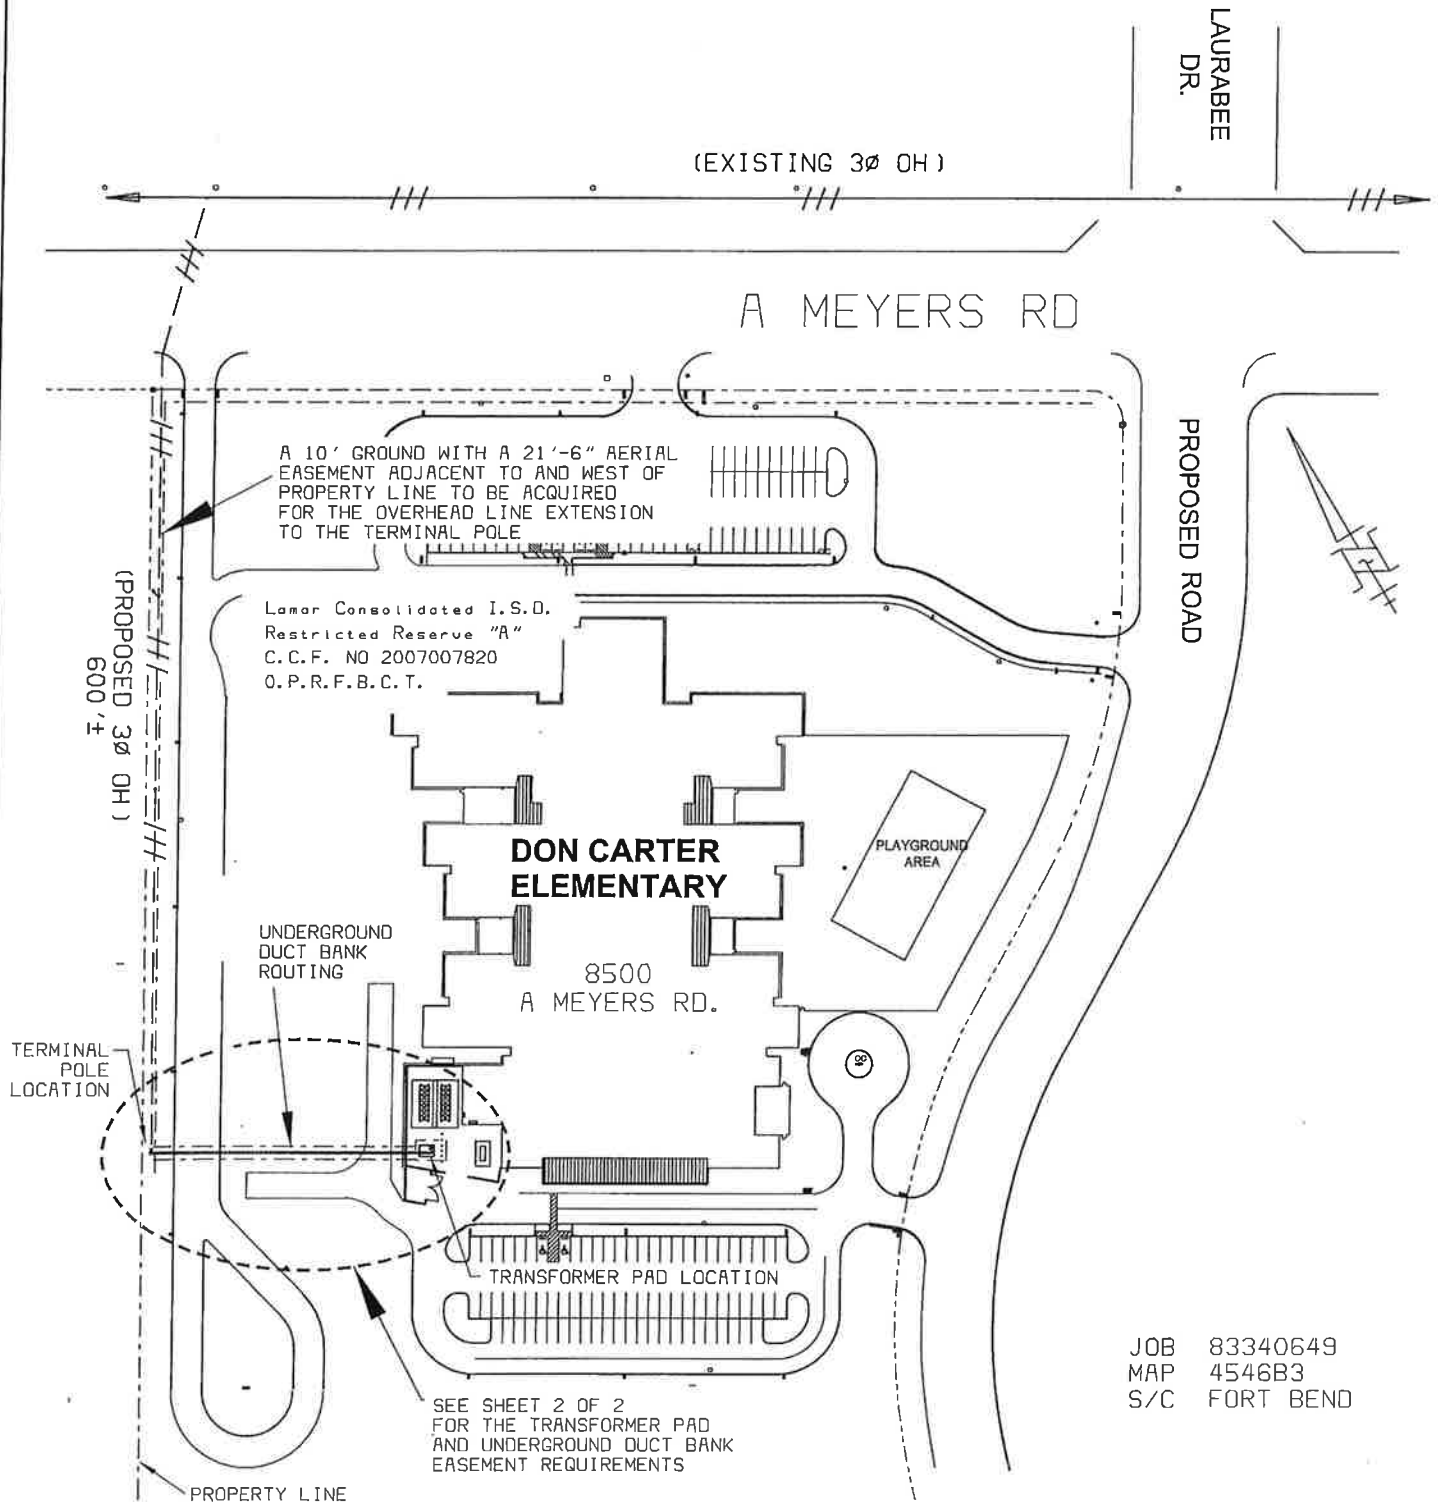 LAURABEE
DR.
(EXISTING 3Ø OH)
A MEYERS RD
A 10' GROUND WITH A 21'-6" AERIAL
EASEMENT ADJACENT TO AND WEST OF
PROPERTY LINE TO BE ACQUIRED
FOR THE OVERHEAD LINE EXTENSION
TO THE TERMINAL POLE
PROPOSED ROAD
(PROPOSED 3Ø OH)
600 '±
Lamar Consolidated I.S.D.
Restricted Reserve "A"
C.C.F. NO 2007007820
O.P.R.F.B.C.T.
DON CARTER
ELEMENTARY
PLAYGROUND
AREA
UNDERGROUND
DUCT BANK
ROUTING
8500
A MEYERS RD.
TERMINAL
POLE
LOCATION
TRANSFORMER PAD LOCATION
JOB 83340649
MAP 4546B3
S/C FORT BEND
SEE SHEET 2 OF 2
FOR THE TRANSFORMER PAD
AND UNDERGROUND DUCT BANK
EASEMENT REQUIREMENTS
PROPERTY LINE